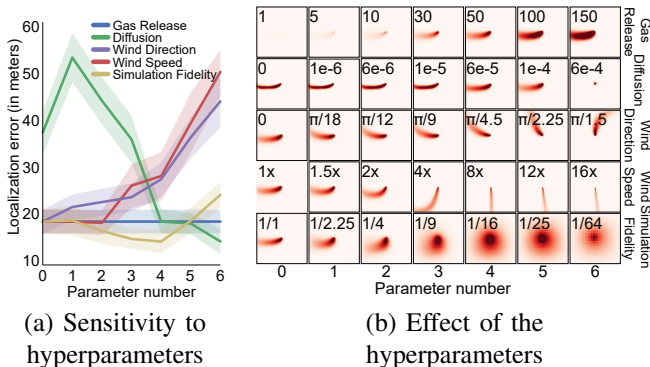 60
50
40
30
20
10
Localization error (in meters)
Gas Release
Diffusion
Wind Direction
Wind Speed
Simulation Fidelity
0 1 2 3 4 5 6
Parameter number
(a) Sensitivity to
hyperparameters
1 5 10 30 50 100 150
Gas
Release
0 1e-6 6e-6 1e-5 6e-5 1e-4 6e-4
Diffusion
0 π/18 π/12 π/9 π/4.5 π/2.25 π/1.5
Wind
Direction
1x 1.5x 2x 4x 8x 12x 16x
Wind
Speed
1/1 1/2.25 1/4 1/9 1/16 1/25 1/64
Simulation
Fidelity
0 1 2 3 4 5 6
Parameter number
(b) Effect of the
hyperparameters